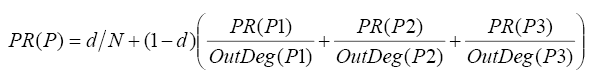 PR(P) = d/N + (1−d)(PR(P1)/OutDeg(P1) + PR(P2)/OutDeg(P2) + PR(P3)/OutDeg(P3))